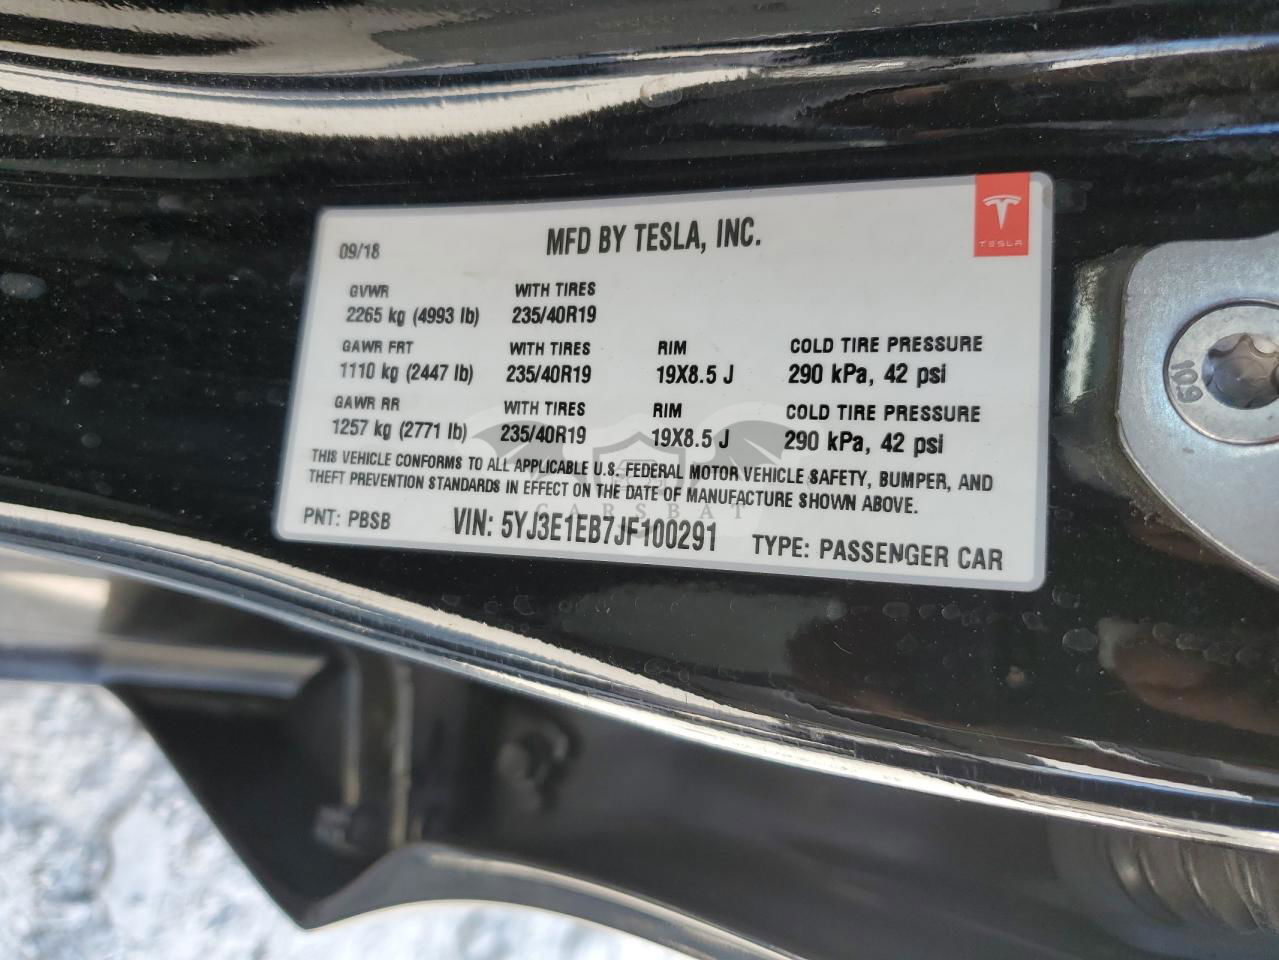 09/18
MFD BY TESLA, INC.
TESLA
GVWR WITH TIRES
2265 kg (4993 lb) 235/40R19
GAWR FRT WITH TIRES RIM COLD TIRE PRESSURE
1110 kg (2447 lb) 235/40R19 19X8.5 J 290 kPa, 42 psi
GAWR RR WITH TIRES RIM COLD TIRE PRESSURE
1257 kg (2771 lb) 235/40R19 19X8.5 J 290 kPa, 42 psi
THIS VEHICLE CONFORMS TO ALL APPLICABLE U.S. FEDERAL MOTOR VEHICLE SAFETY, BUMPER, AND
THEFT PREVENTION STANDARDS IN EFFECT ON THE DATE OF MANUFACTURE SHOWN ABOVE.
CARSBAT
PNT: PBSB VIN: 5YJ3E1EB7JF100291 TYPE: PASSENGER CAR
10.9